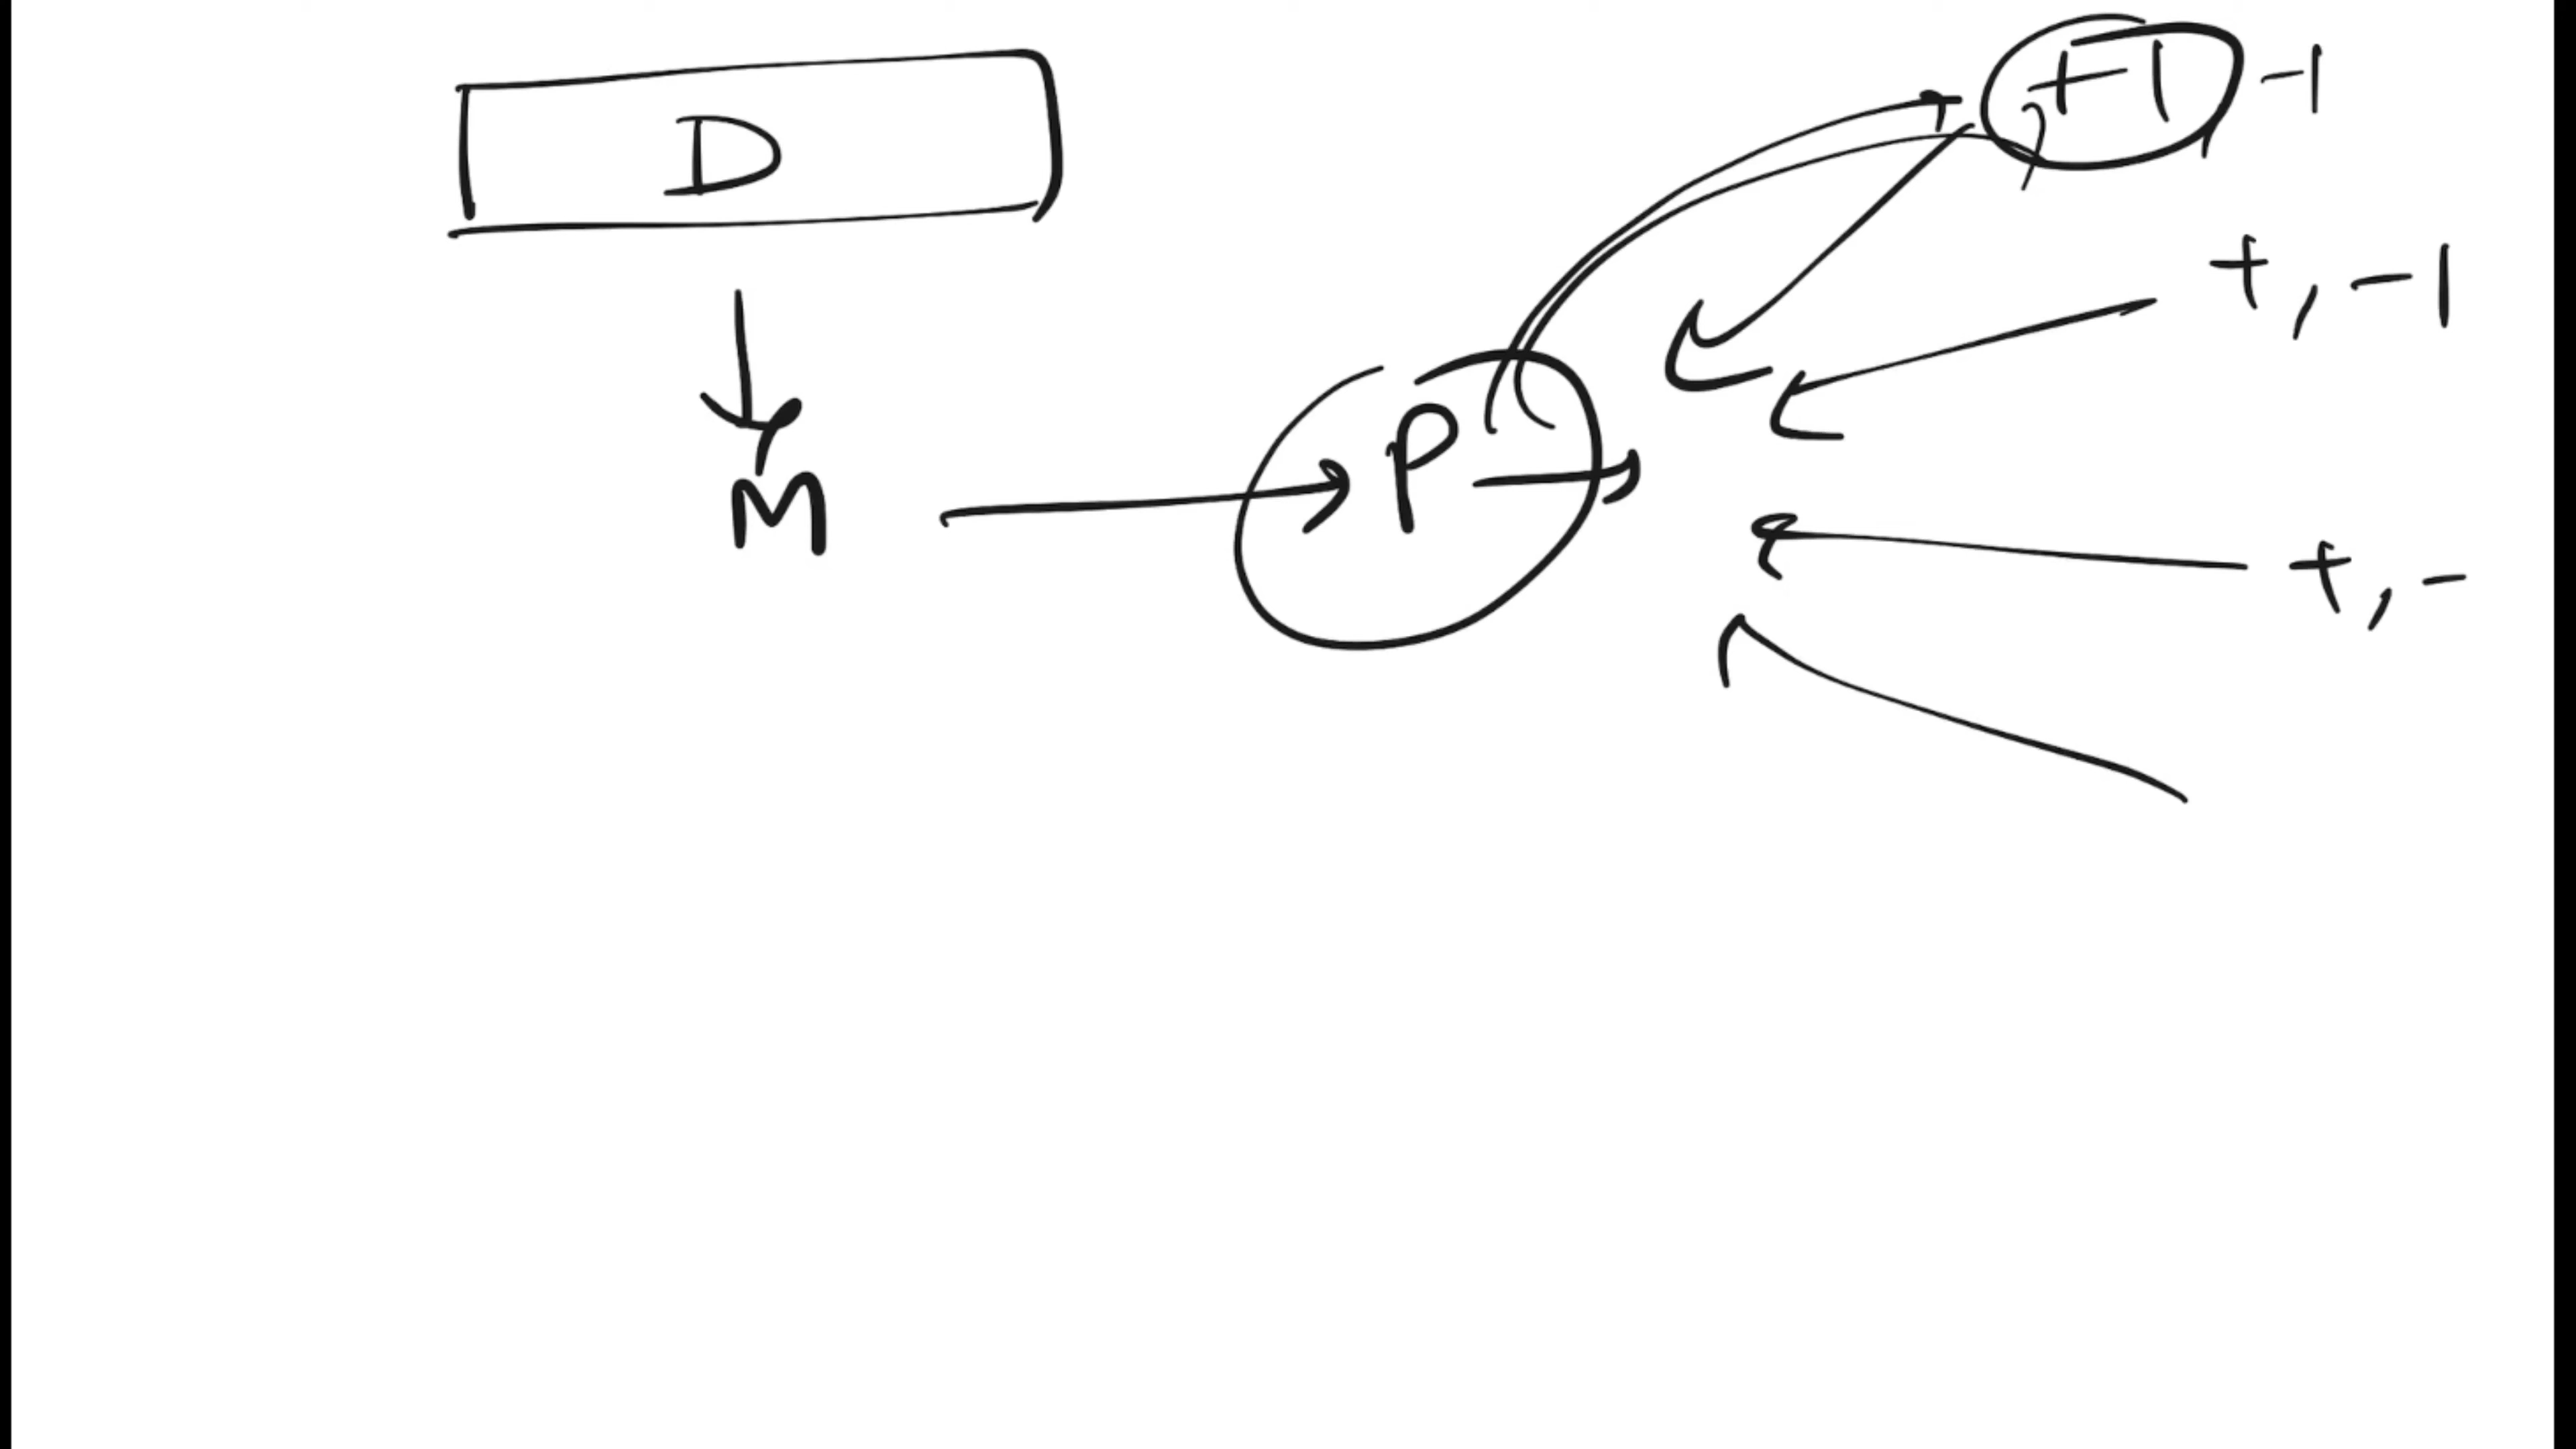 D
+1, -1
+, -1
M
P
+, -